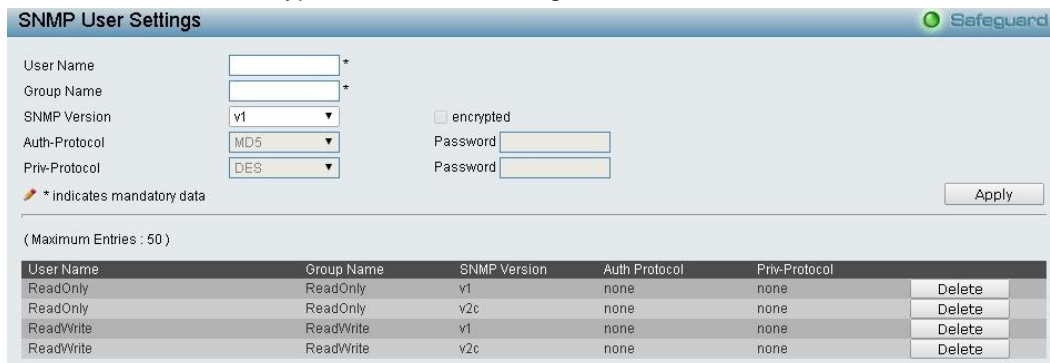 SNMP User Settings Safeguard
User Name *
Group Name *
SNMP Version v1 encrypted
Auth-Protocol MD5 Password
Priv-Protocol DES Password
* indicates mandatory data Apply
( Maximum Entries : 50 )
User Name Group Name SNMP Version Auth Protocol Priv-Protocol
ReadOnly ReadOnly v1 none none Delete
ReadOnly ReadOnly v2c none none Delete
ReadWrite ReadWrite v1 none none Delete
ReadWrite ReadWrite v2c none none Delete